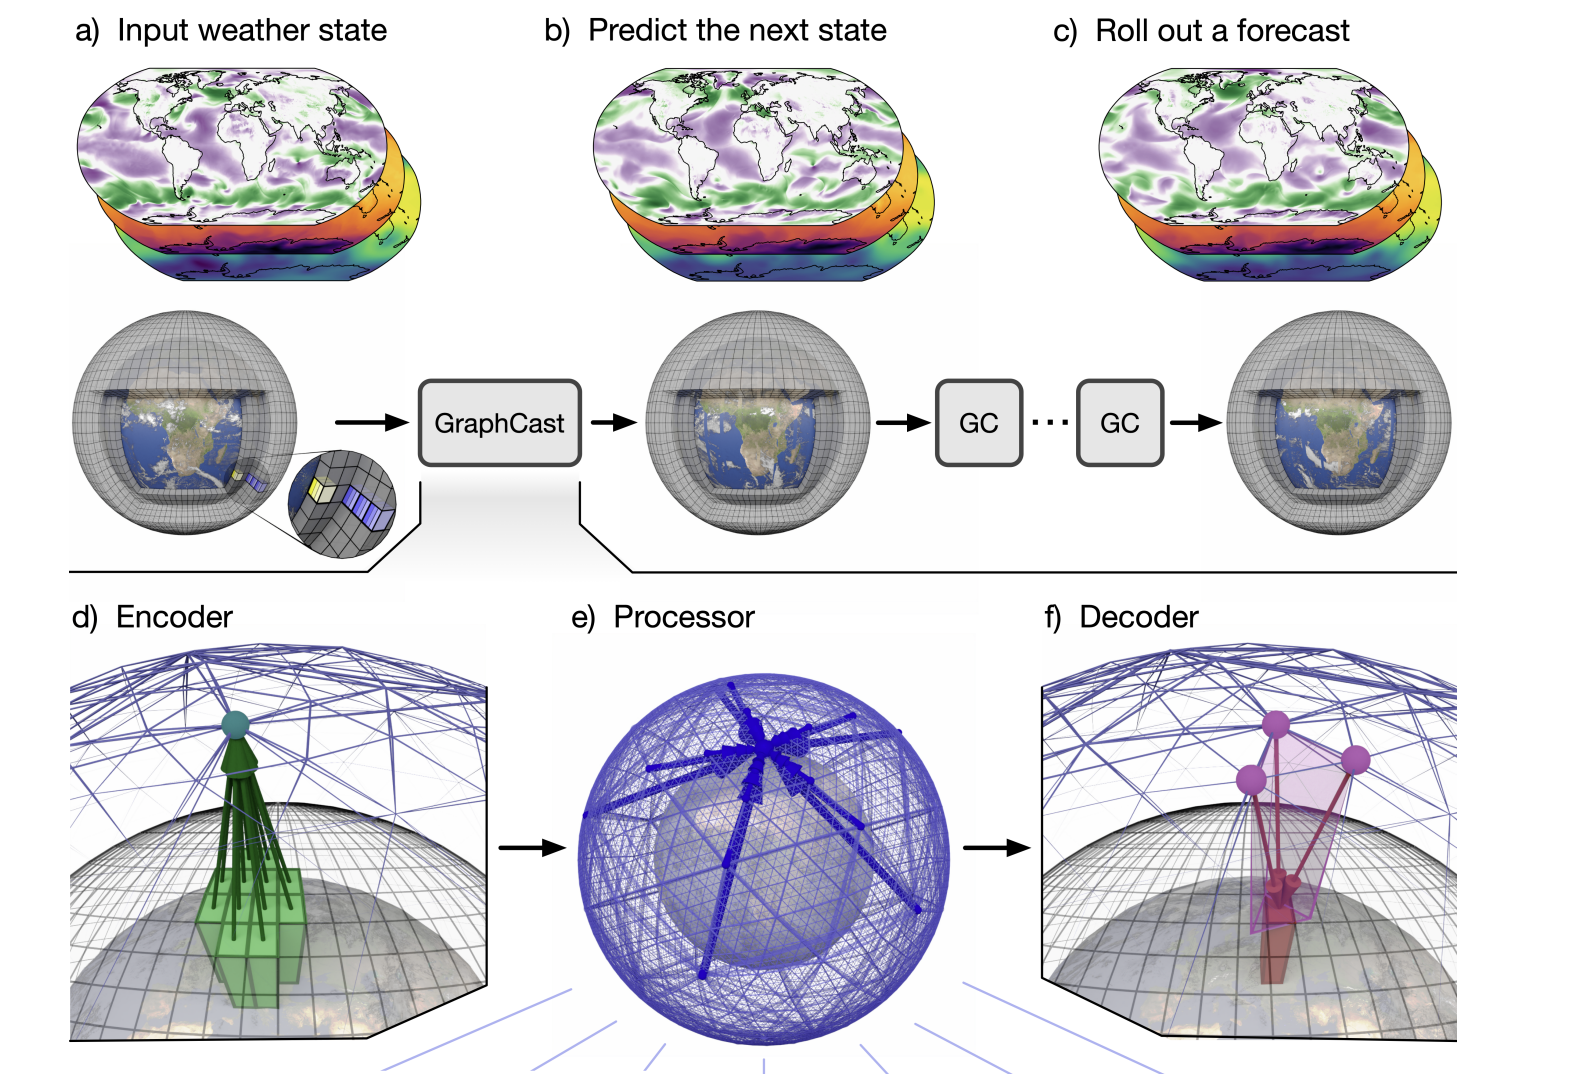 a) Input weather state
b) Predict the next state
c) Roll out a forecast
GraphCast
GC
...
GC
d) Encoder
e) Processor
f) Decoder